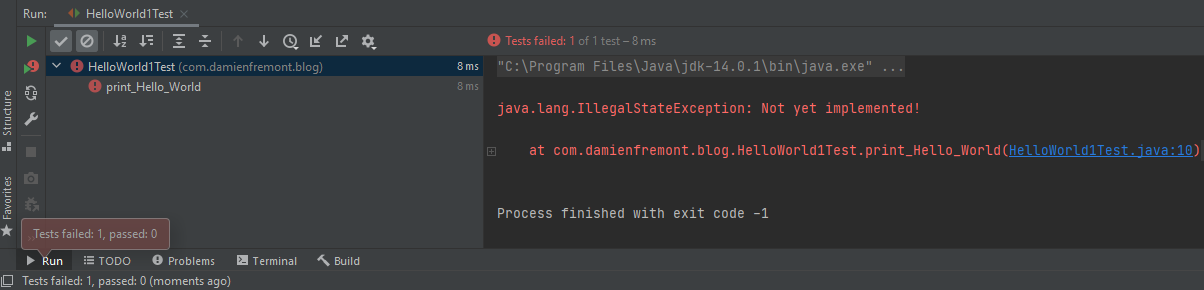 Run: HelloWorld1Test
Tests failed: 1 of 1 test – 8 ms
HelloWorld1Test (com.damienfremont.blog) 8 ms
print_Hello_World 8 ms
"C:\Program Files\Java\jdk-14.0.1\bin\java.exe" ...
java.lang.IllegalStateException: Not yet implemented!
at com.damienfremont.blog.HelloWorld1Test.print_Hello_World(HelloWorld1Test.java:10)
Process finished with exit code -1
Structure
Favorites
Tests failed: 1, passed: 0
Run TODO Problems Terminal Build
Tests failed: 1, passed: 0 (moments ago)